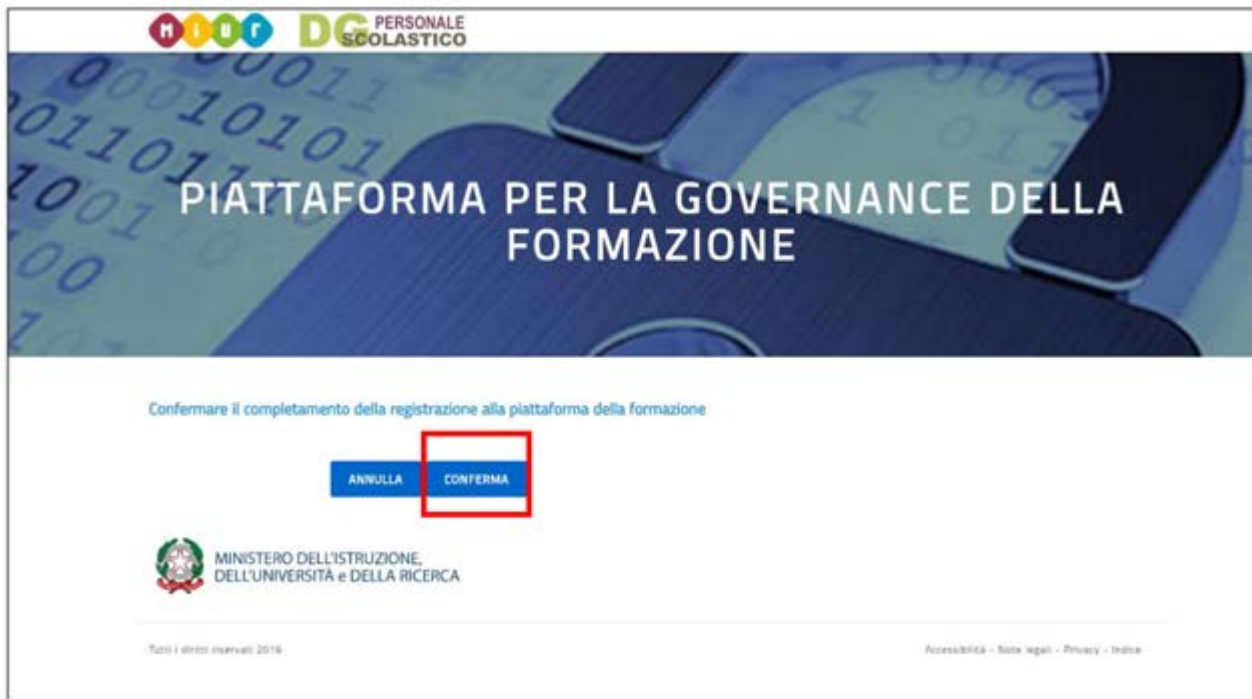 MIUR
DG PERSONALE
SCOLASTICO
PIATTAFORMA PER LA GOVERNANCE DELLA
FORMAZIONE
Confermare il completamento della registrazione alla piattaforma della formazione
ANNULLA CONFERMA
MINISTERO DELL'ISTRUZIONE,
DELL'UNIVERSITÀ e DELLA RICERCA
Tutti i diritti riservati 2016
Accessibilità - Note legali - Privacy - Indice